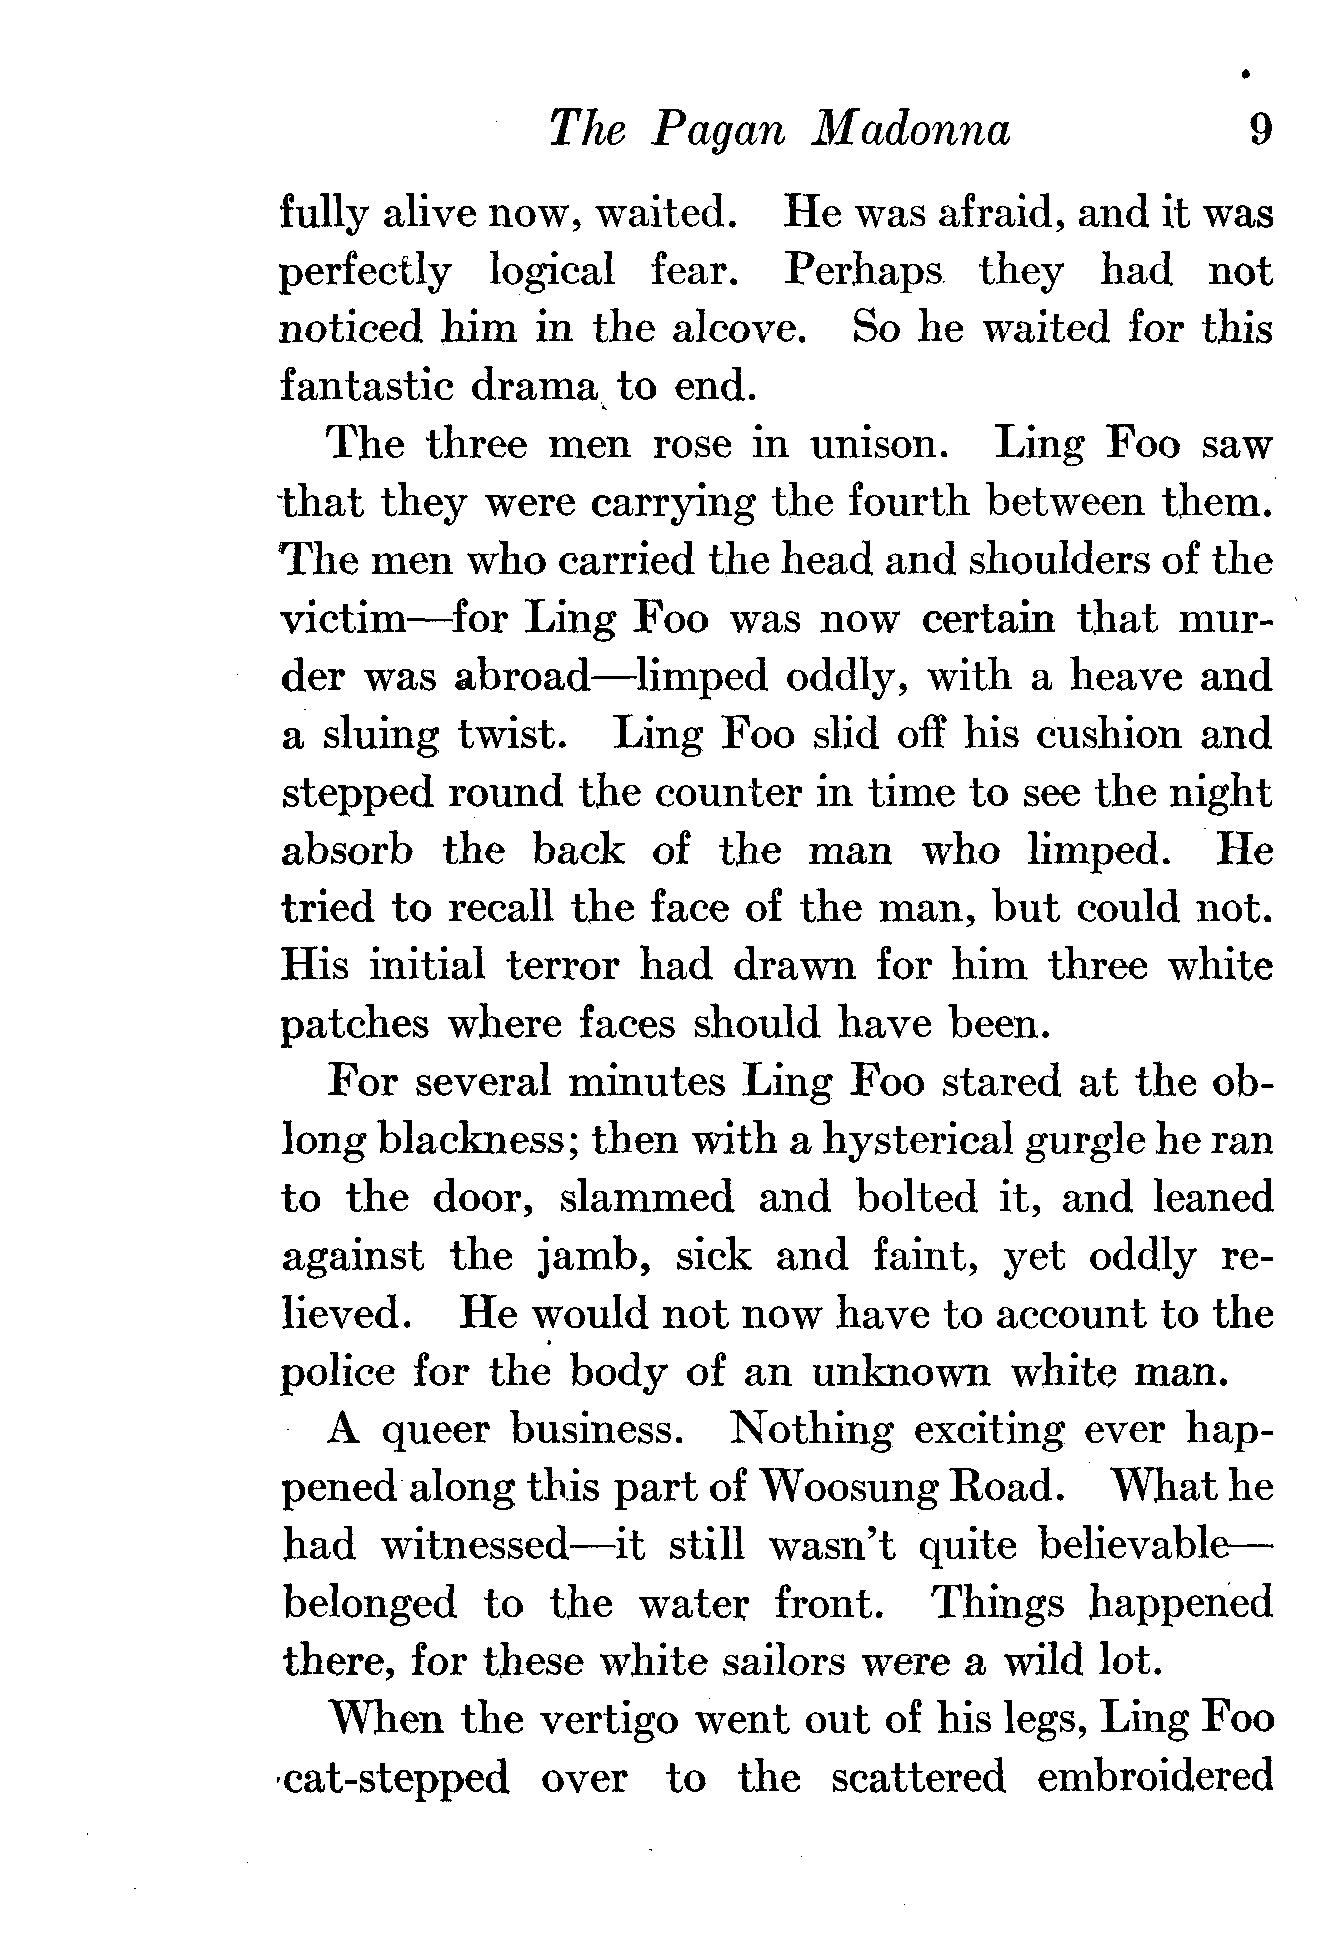 The Pagan Madonna 9
fully alive now, waited. He was afraid, and it was
perfectly logical fear. Perhaps they had not
noticed him in the alcove. So he waited for this
fantastic drama to end.
The three men rose in unison. Ling Foo saw
that they were carrying the fourth between them.
The men who carried the head and shoulders of the
victim—for Ling Foo was now certain that mur-
der was abroad—limped oddly, with a heave and
a sluing twist. Ling Foo slid off his cushion and
stepped round the counter in time to see the night
absorb the back of the man who limped. He
tried to recall the face of the man, but could not.
His initial terror had drawn for him three white
patches where faces should have been.
For several minutes Ling Foo stared at the ob-
long blackness; then with a hysterical gurgle he ran
to the door, slammed and bolted it, and leaned
against the jamb, sick and faint, yet oddly re-
lieved. He would not now have to account to the
police for the body of an unknown white man.
A queer business. Nothing exciting ever hap-
pened along this part of Woosung Road. What he
had witnessed—it still wasn't quite believable—
belonged to the water front. Things happened
there, for these white sailors were a wild lot.
When the vertigo went out of his legs, Ling Foo
cat-stepped over to the scattered embroidered